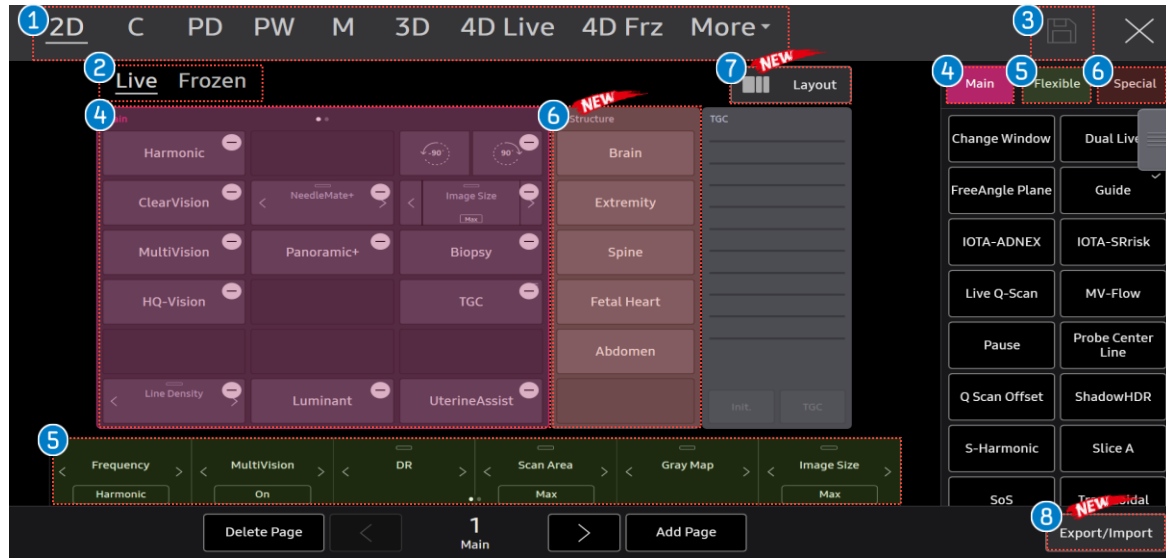 1 2D C PD PW M 3D 4D Live 4D Frz More 3
2 Live Frozen
7 NEW Layout
4 Main 5 Flexible 6 Special
4 Main
6 NEW Structure
TGC
Harmonic -90° 90° Brain
ClearVision NeedleMate+ Image Size Max Extremity
MultiVision Panoramic+ Biopsy Spine
HQ-Vision TGC Fetal Heart
Abdomen
Line Density Luminant UterineAssist
Init. TGC
Change Window Dual Live
FreeAngle Plane Guide
IOTA-ADNEX IOTA-SRrisk
Live Q-Scan MV-Flow
Pause Probe Center
Line
Q Scan Offset ShadowHDR
S-Harmonic Slice A
SoS
5
Frequency MultiVision DR Scan Area Gray Map Image Size
Harmonic On Max Max
Delete Page 1 Add Page
Main
8 NEW Export/Import